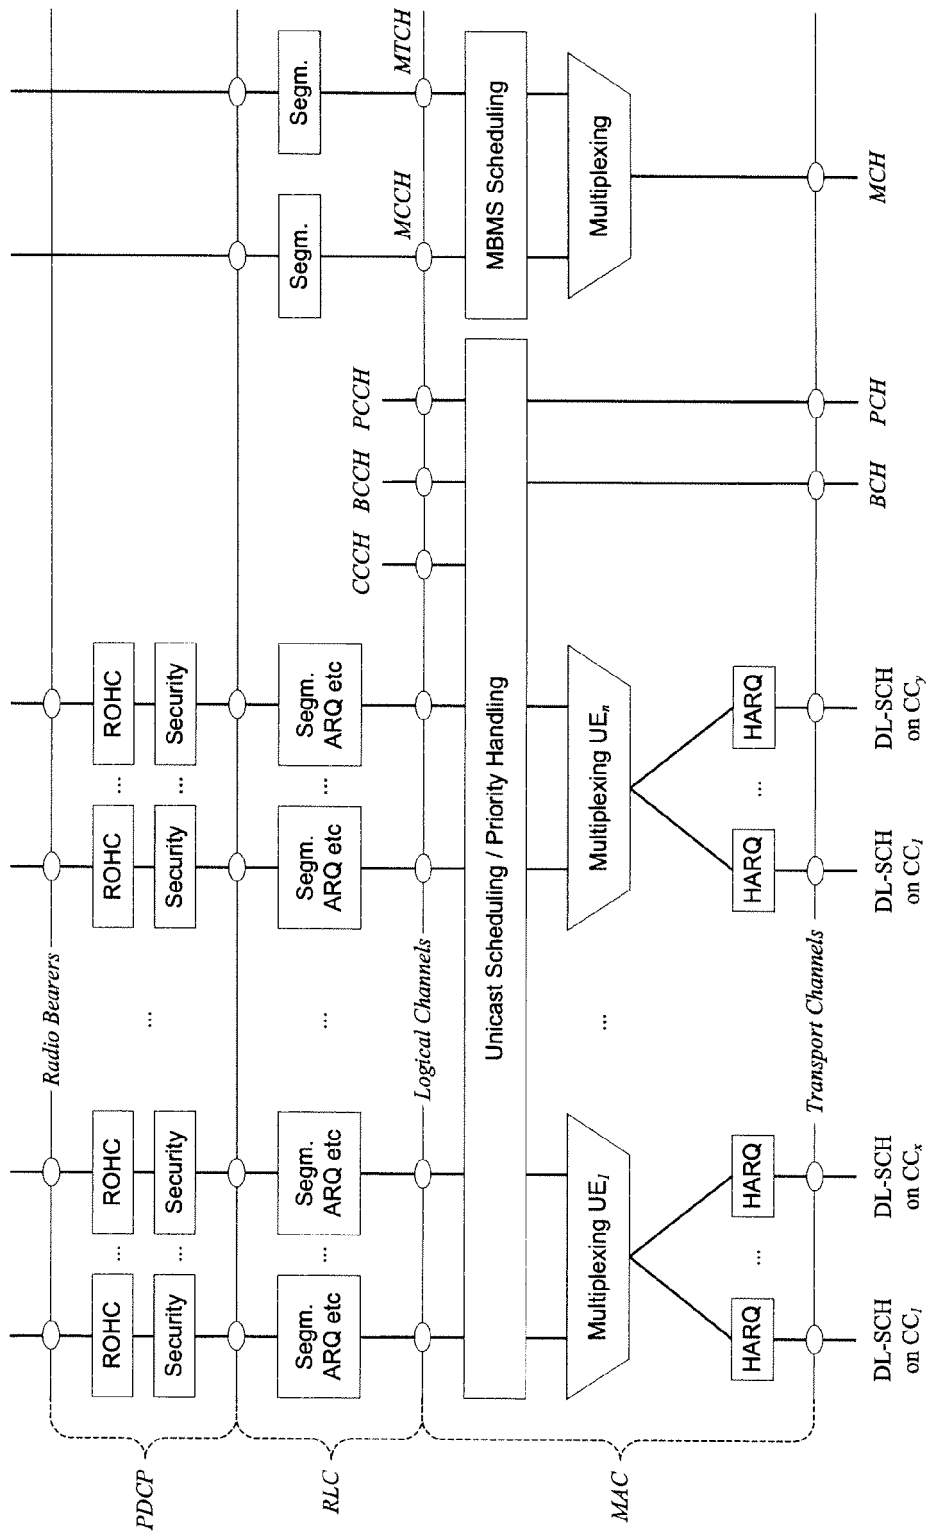 Radio Bearers
PDCP
ROHC
...
ROHC
ROHC
...
ROHC
...
Security
...
Security
Security
...
Security
RLC
Segm.
ARQ etc
...
Segm.
ARQ etc
...
Segm.
ARQ etc
...
Segm.
ARQ etc
Segm.
Segm.
CCCH
BCCH
PCCH
MCCH
MTCH
Logical Channels
MAC
Unicast Scheduling / Priority Handling
MBMS Scheduling
Multiplexing UE1
...
Multiplexing UEn
Multiplexing
HARQ
...
HARQ
HARQ
...
HARQ
Transport Channels
DL-SCH
on CC1
DL-SCH
on CCx
DL-SCH
on CC1
DL-SCH
on CCy
BCH
PCH
MCH